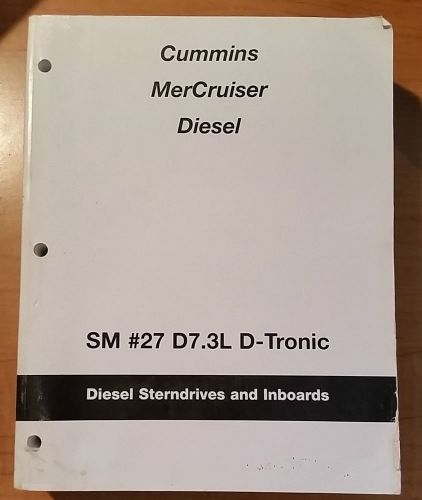 Cummins
MerCruiser
Diesel
SM #27 D7.3L D-Tronic
Diesel Sterndrives and Inboards